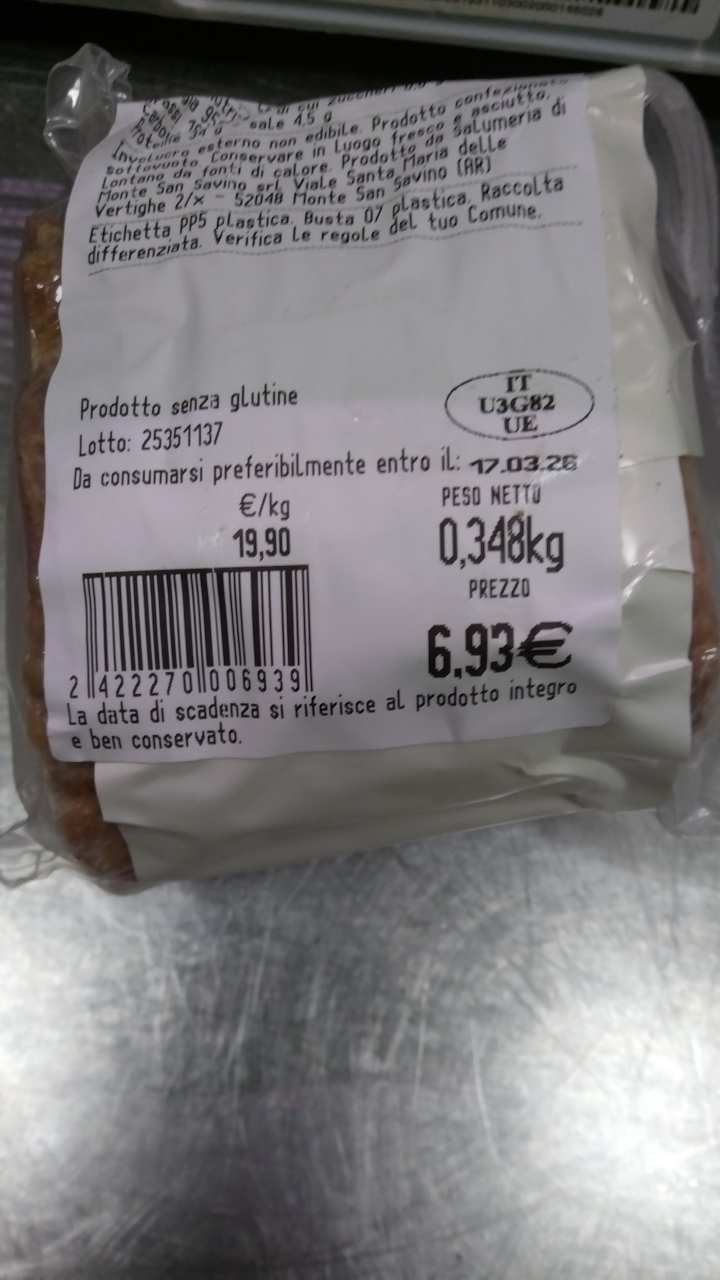 di cui zuccheri
sale 4,5 g
Involucro esterno non edibile. Prodotto confezionato
sottovuoto. Conservare in luogo fresco e asciutto,
lontano da fonti di calore. Prodotto da Salumeria di
Monte San Savino srl Viale Santa Maria delle
Vertighe 2/x - 52048 Monte San Savino (AR)
Etichetta PP5 plastica. Busta 07 plastica. Raccolta
differenziata. Verifica le regole del tuo Comune.
Prodotto senza glutine
IT
U3G82
UE
Lotto: 25351137
Da consumarsi preferibilmente entro il: 17.03.26
€/kg
PESO NETTO
19,90
0,348kg
PREZZO
6,93€
2 422270 006939
La data di scadenza si riferisce al prodotto integro
e ben conservato.